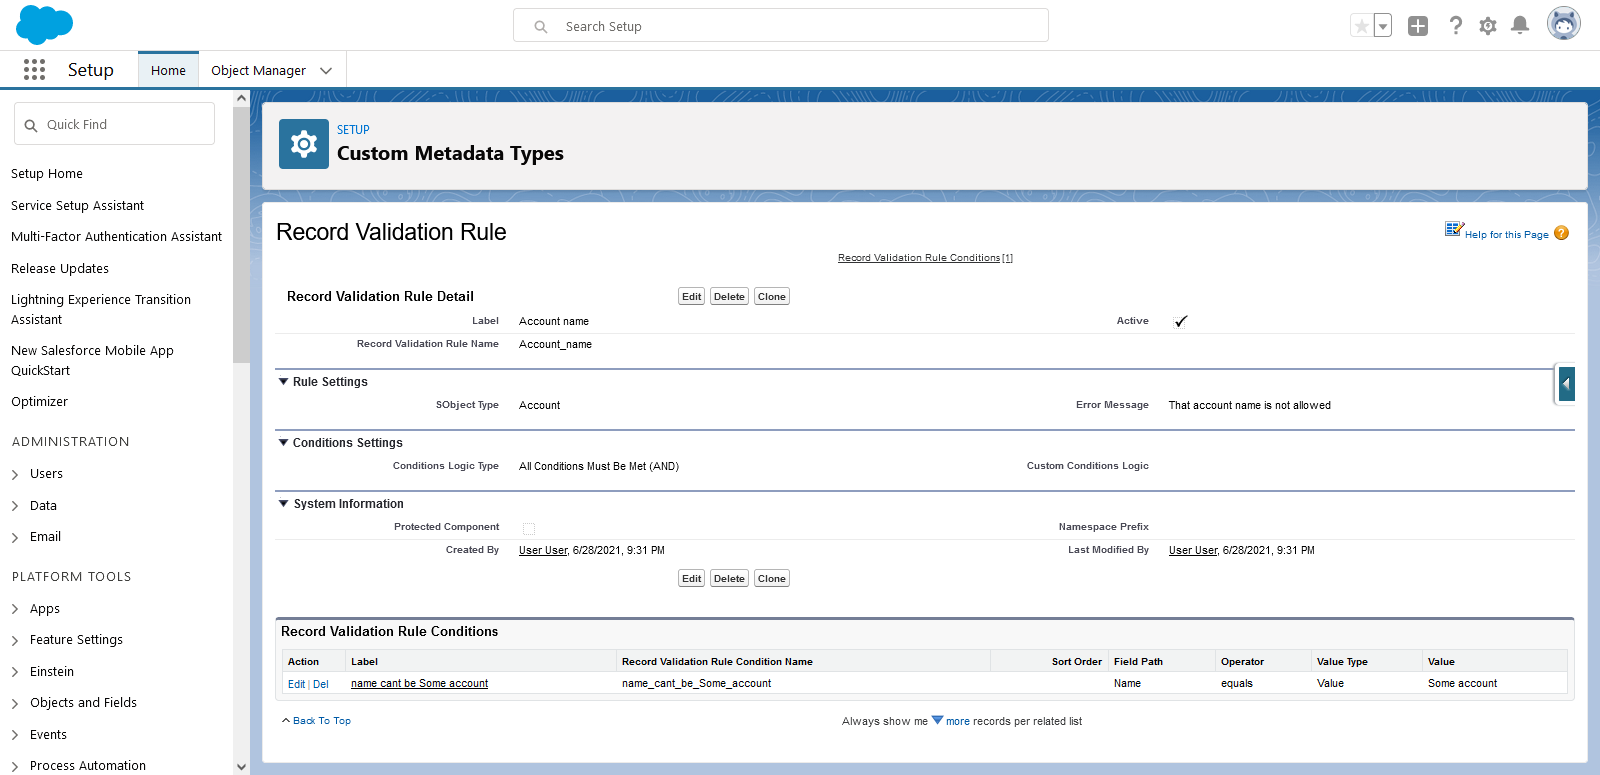 Search Setup
Setup
Home
Object Manager
Quick Find
Setup Home
Service Setup Assistant
Multi-Factor Authentication Assistant
Release Updates
Lightning Experience Transition
Assistant
New Salesforce Mobile App
QuickStart
Optimizer
ADMINISTRATION
Users
Data
Email
PLATFORM TOOLS
Apps
Feature Settings
Einstein
Objects and Fields
Events
Process Automation
SETUP
Custom Metadata Types
Record Validation Rule
Help for this Page ?
Record Validation Rule Conditions [1]
Record Validation Rule Detail
Edit Delete Clone
Label Account name Active
Record Validation Rule Name Account_name
Rule Settings
SObject Type Account Error Message That account name is not allowed
Conditions Settings
Conditions Logic Type All Conditions Must Be Met (AND) Custom Conditions Logic
System Information
Protected Component Namespace Prefix
Created By User User, 6/28/2021, 9:31 PM Last Modified By User User, 6/28/2021, 9:31 PM
Edit Delete Clone
Record Validation Rule Conditions
Action Label Record Validation Rule Condition Name Sort Order Field Path Operator Value Type Value
Edit | Del name cant be Some account name_cant_be_Some_account Name equals Value Some account
Back To Top
Always show me more records per related list